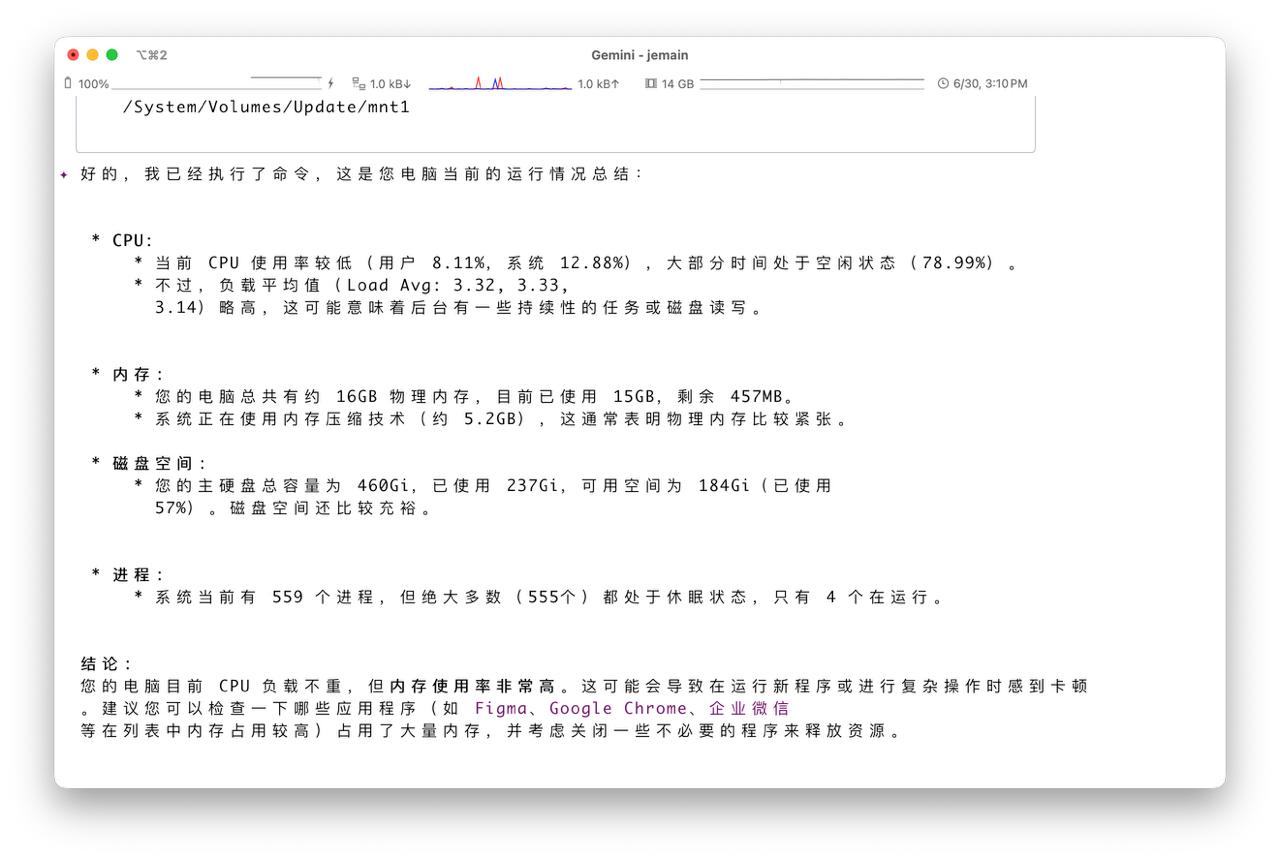 ⌥⌘2
Gemini - jemain
100% 1.0 kB↓ 1.0 kB↑ 14 GB 6/30, 3:10 PM
/System/Volumes/Update/mnt1
✦ 好的，我已经执行了命令，这是您电脑当前的运行情况总结：
* CPU:
* 当前 CPU 使用率较低（用户 8.11%, 系统 12.88%），大部分时间处于空闲状态（78.99%）。
* 不过，负载平均值（Load Avg: 3.32, 3.33,
3.14）略高，这可能意味着后台有一些持续性的任务或磁盘读写。
* 内存：
* 您的电脑总共有约 16GB 物理内存，目前已使用 15GB，剩余 457MB。
* 系统正在使用内存压缩技术（约 5.2GB），这通常表明物理内存比较紧张。
* 磁盘空间：
* 您的主硬盘总容量为 460Gi，已使用 237Gi，可用空间为 184Gi（已使用
57%）。磁盘空间还比较充裕。
* 进程：
* 系统当前有 559 个进程，但绝大多数（555个）都处于休眠状态，只有 4 个在运行。
结论：
您的电脑目前 CPU 负载不重，但内存使用率非常高。这可能会导致在运行新程序或进行复杂操作时感到卡顿
。建议您可以检查一下哪些应用程序（如 Figma、Google Chrome、企业微信
等在列表中内存占用较高）占用了大量内存，并考虑关闭一些不必要的程序来释放资源。